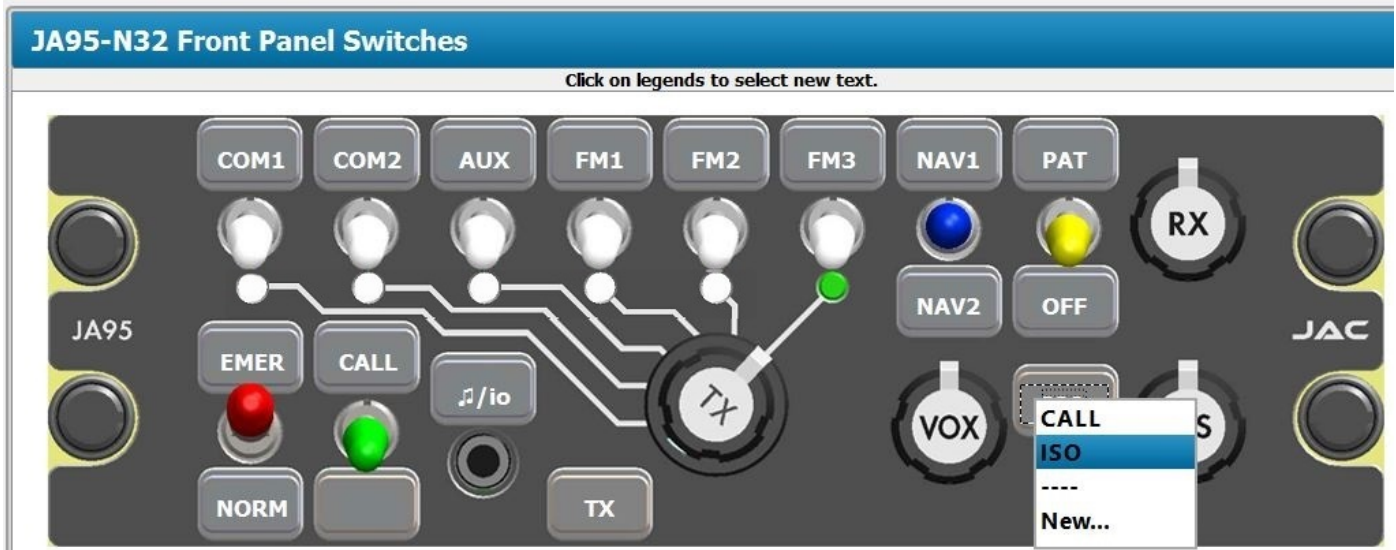 JA95-N32 Front Panel Switches
Click on legends to select new text.
COM1 COM2 AUX FM1 FM2 FM3 NAV1 PAT
RX
JA95
NAV2 OFF
JAC
EMER CALL
♫/io
TX
VOX
CALL
ISO
----
New...
S
NORM
TX